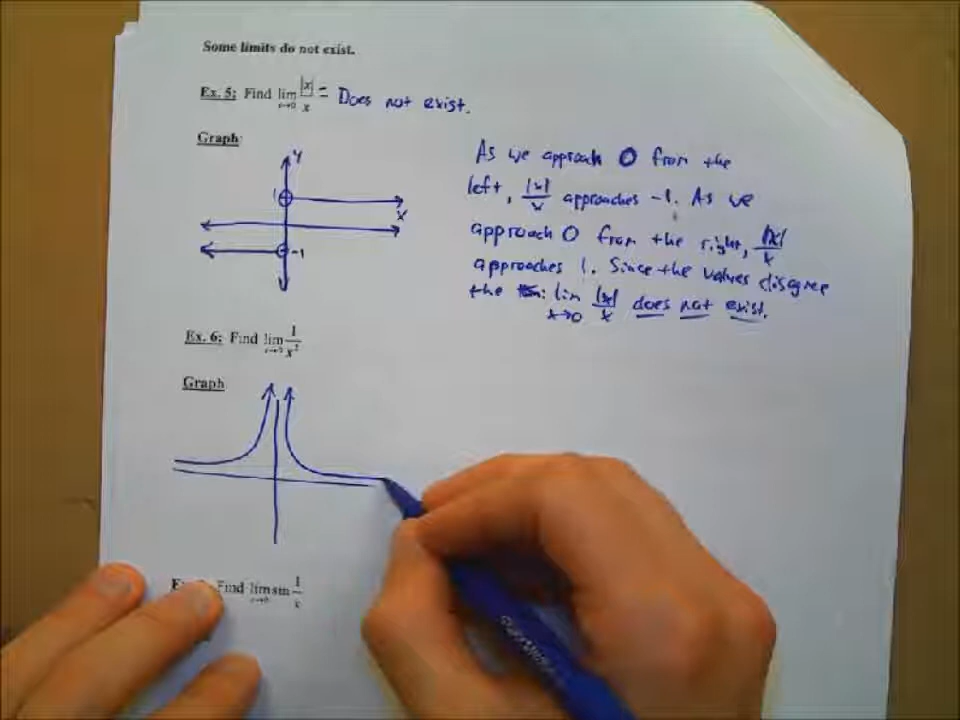 Some limits do not exist.
Ex. 5: Find lim x→0 |x|/x = Does not exist.
Graph:
y
1
x
-1
As we approach 0 from the
left, |x|/x approaches -1. As we
approach 0 from the right, |x|/x
approaches 1. Since the values disagree
the lim x→0 |x|/x does not exist.
Ex. 6: Find lim x→0 1/x²
Graph
Find lim x→0 sin 1/x